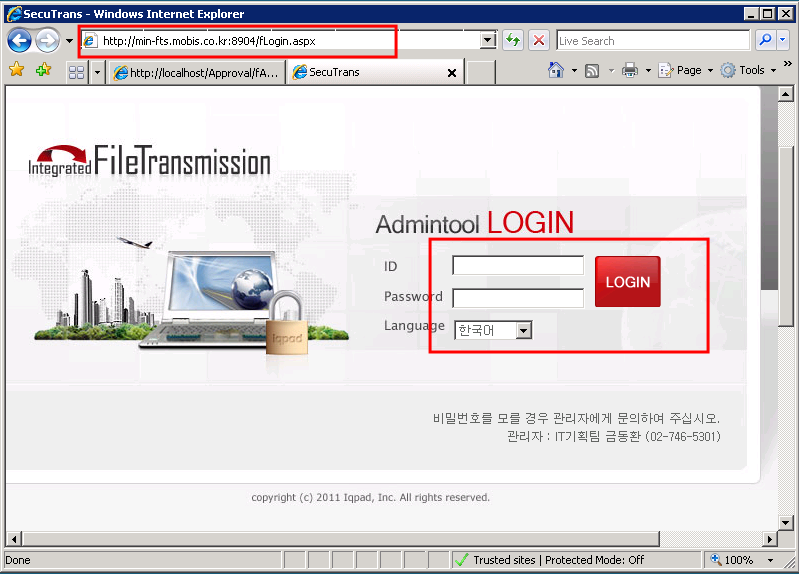 SecuTrans - Windows Internet Explorer
http://min-fts.mobis.co.kr:8904/fLogin.aspx
Live Search
http://localhost/Approval/fA...
SecuTrans
Page
Tools
Integrated FileTransmission
Admintool LOGIN
ID
Password
LOGIN
Language
한국어
iqpad
비밀번호를 모를 경우 관리자에게 문의하여 주십시오.
관리자 : IT기획팀 금동환 (02-746-5301)
copyright (c) 2011 Iqpad, Inc. All rights reserved.
Done
Trusted sites | Protected Mode: Off
100%